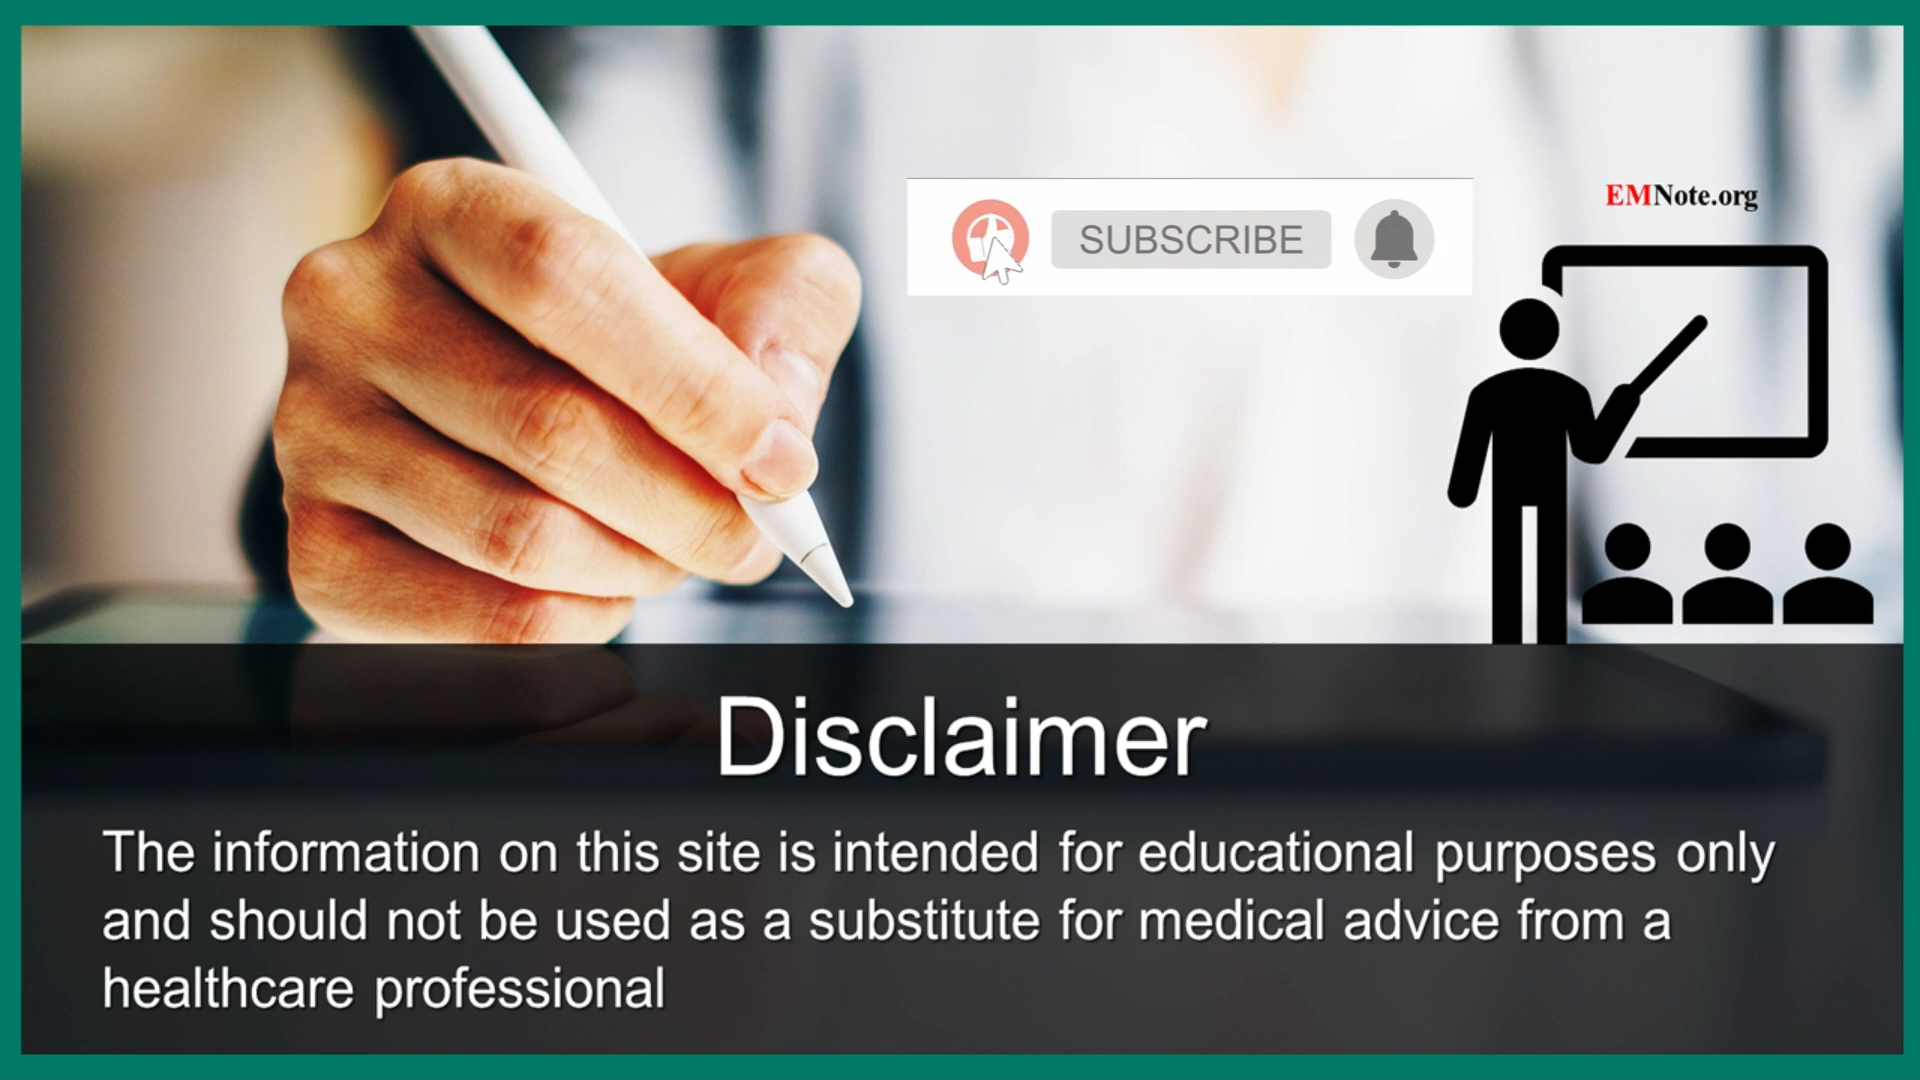 SUBSCRIBE
EMNote.org
Disclaimer
The information on this site is intended for educational purposes only
and should not be used as a substitute for medical advice from a
healthcare professional